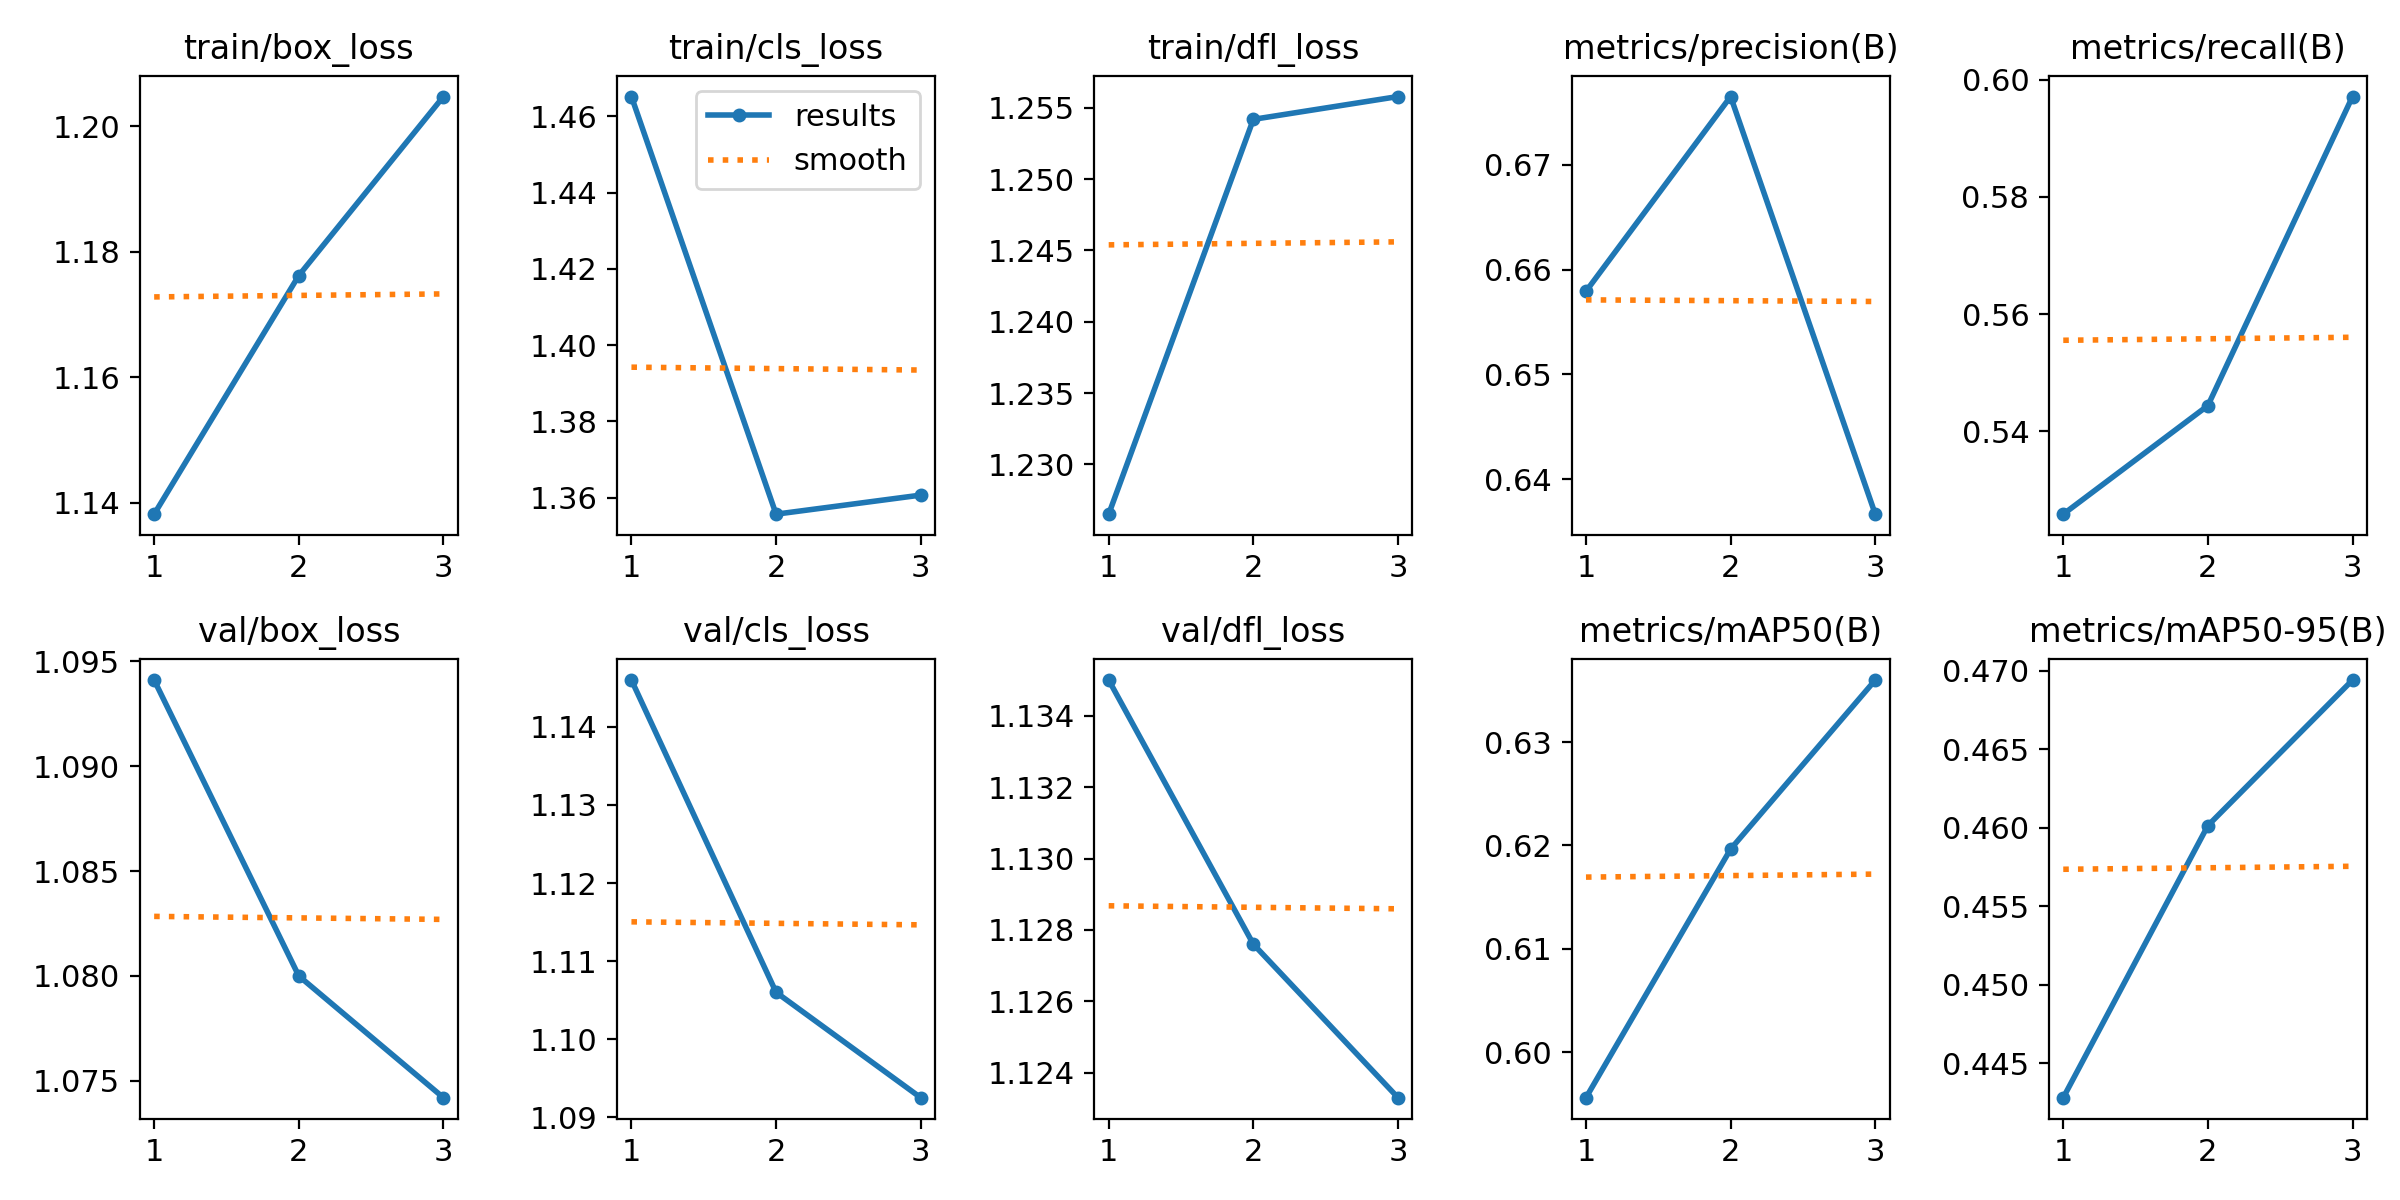 train/box_loss
1.20
1.18
1.16
1.14
1 2 3
train/cls_loss
results
smooth
1.46
1.44
1.42
1.40
1.38
1.36
1 2 3
train/dfl_loss
1.255
1.250
1.245
1.240
1.235
1.230
1 2 3
metrics/precision(B)
0.67
0.66
0.65
0.64
1 2 3
metrics/recall(B)
0.60
0.58
0.56
0.54
1 2 3
val/box_loss
1.095
1.090
1.085
1.080
1.075
1 2 3
val/cls_loss
1.14
1.13
1.12
1.11
1.10
1.09
1 2 3
val/dfl_loss
1.134
1.132
1.130
1.128
1.126
1.124
1 2 3
metrics/mAP50(B)
0.63
0.62
0.61
0.60
1 2 3
metrics/mAP50-95(B)
0.470
0.465
0.460
0.455
0.450
0.445
1 2 3